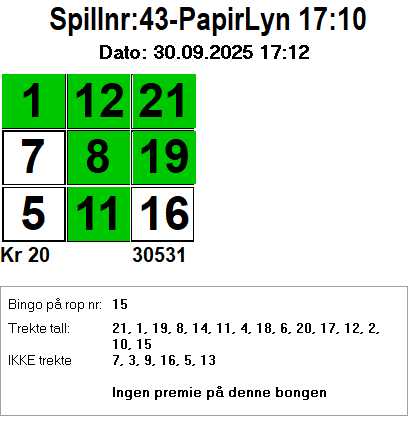 Spillnr:43-PapirLyn 17:10
Dato: 30.09.2025 17:12
1 12 21
7 8 19
5 11 16
Kr 20 30531
Bingo på rop nr: 15
Trekte tall: 21, 1, 19, 8, 14, 11, 4, 18, 6, 20, 17, 12, 2,
10, 15
IKKE trekte 7, 3, 9, 16, 5, 13
Ingen premie på denne bongen